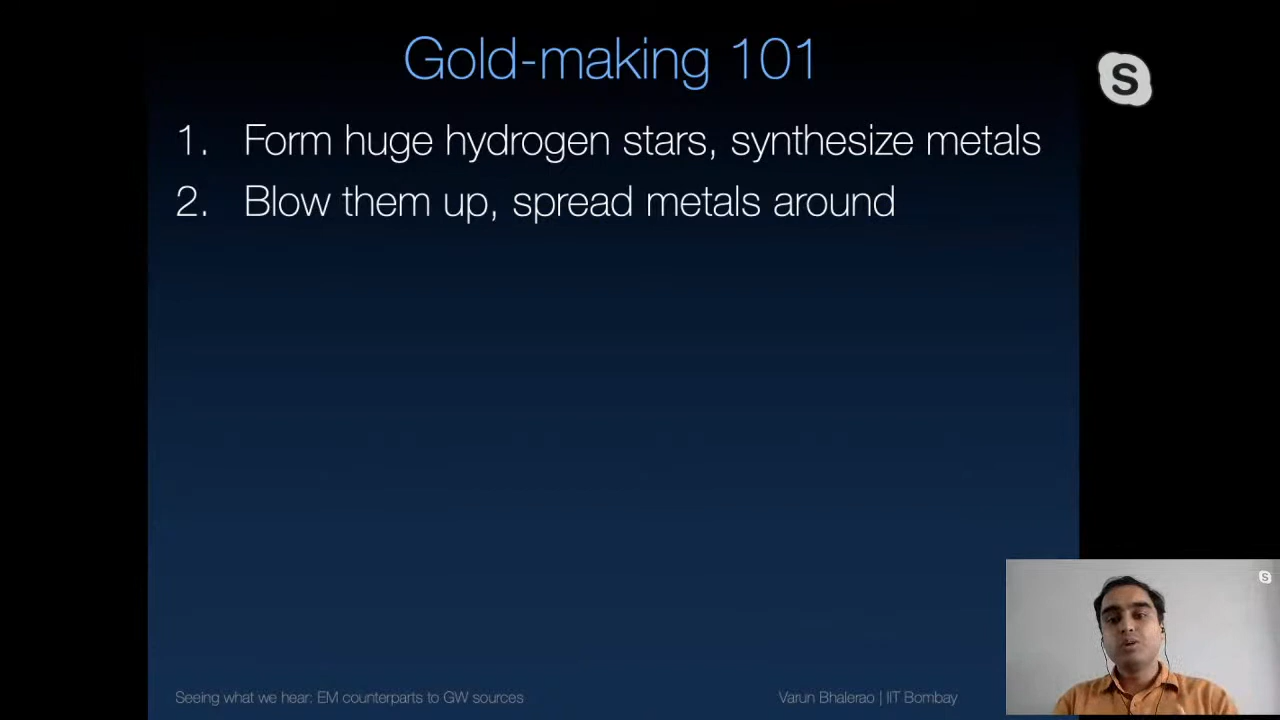 Gold-making 101
1. Form huge hydrogen stars, synthesize metals
2. Blow them up, spread metals around
Seeing what we hear: EM counterparts to GW sources
Varun Bhalerao | IIT Bombay
S
S